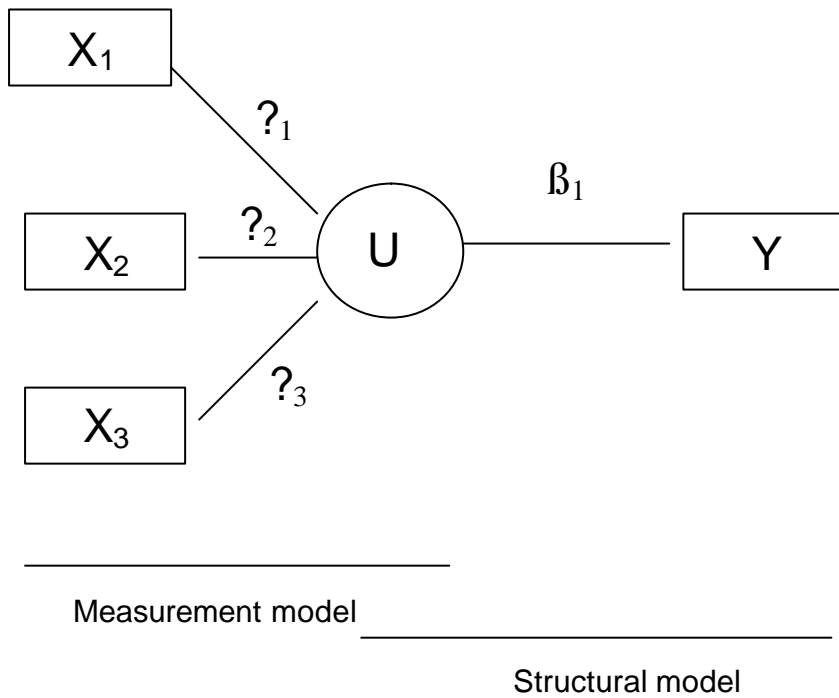 X₁
?₁
ß₁
?₂
X₂
U
Y
?₃
X₃
Measurement model
Structural model